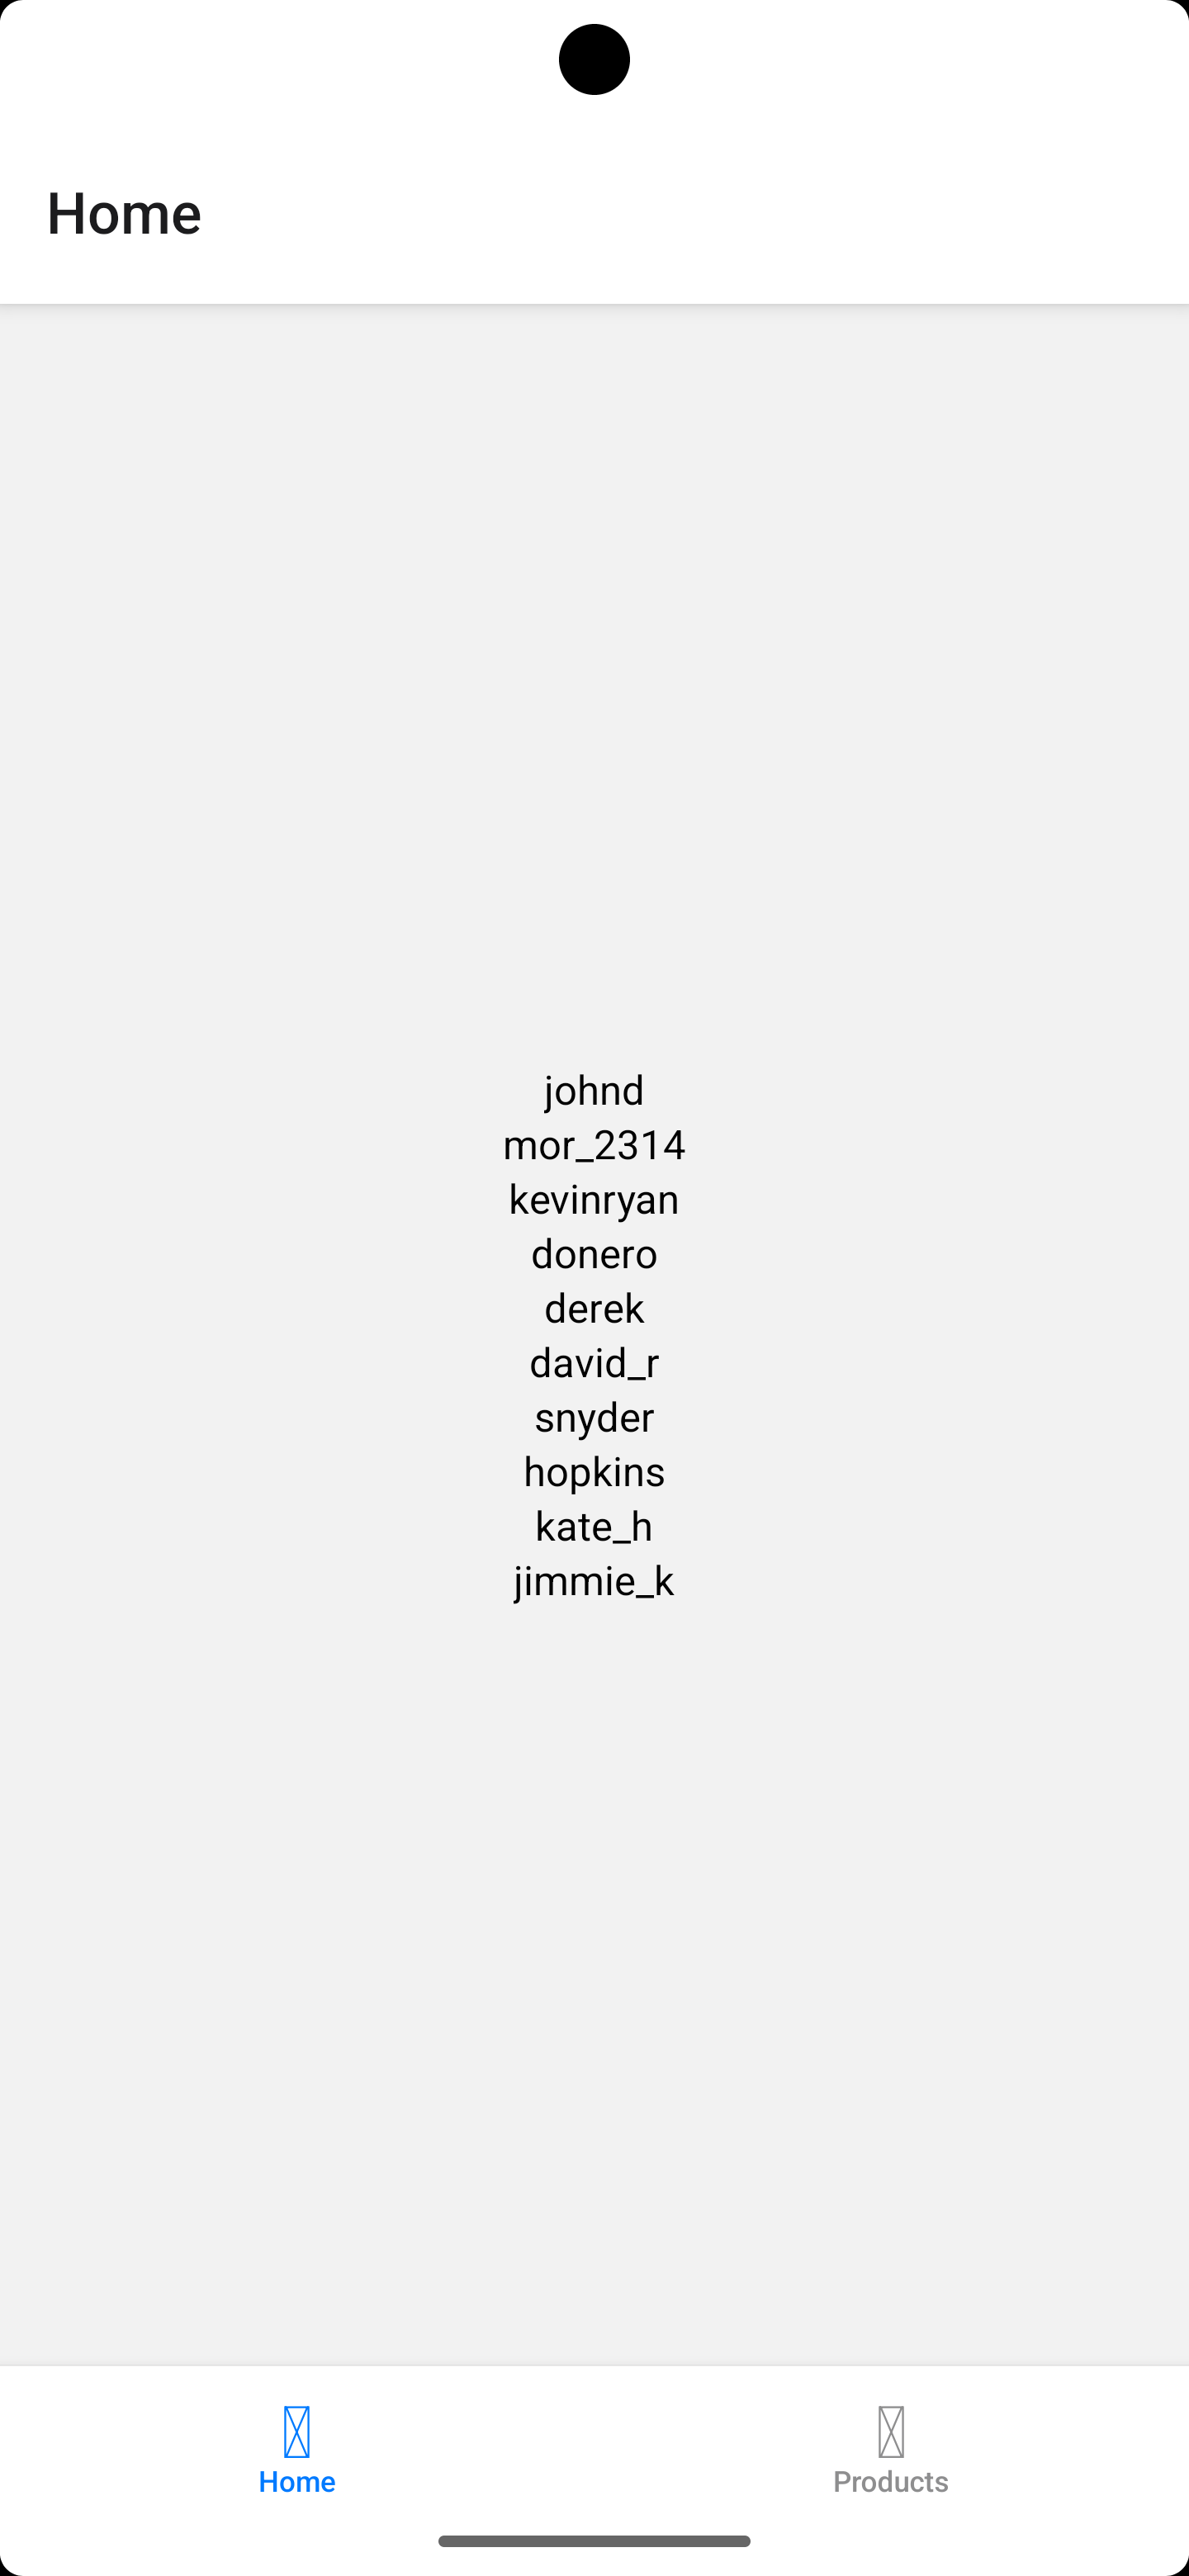 Home
johnd
mor_2314
kevinryan
donero
derek
david_r
snyder
hopkins
kate_h
jimmie_k
Home
Products